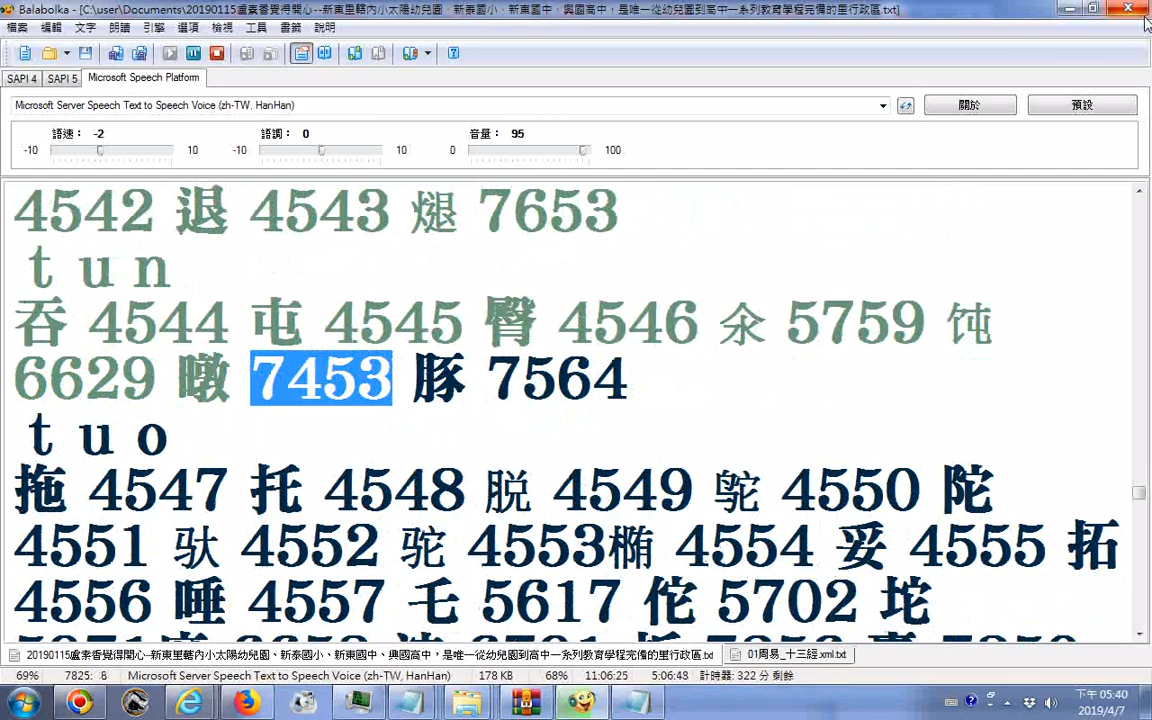 Balabolka - [C:\user\Documents\20190115盧素香覺得開心--新東里轄內小太陽幼兒園、新泰國小、新東國中、興國高中，是唯一從幼兒園到高中一系列教育學程完備的里行政區.txt]
檔案 編輯 文字 朗讀 引擎 選項 檢視 工具 書籤 說明
SAPI 4 SAPI 5 Microsoft Speech Platform
Microsoft Server Speech Text to Speech Voice (zh-TW, HanHan) 關於 預設
語速： -2 語調： 0 音量： 95
-10 10 -10 10 0 100
4542 退 4543 煺 7653
t u n
吞 4544 屯 4545 臀 4546 氽 5759 饨
6629 暾 7453 豚 7564
t u o
拖 4547 托 4548 脱 4549 鸵 4550 陀
4551 驮 4552 驼 4553椭 4554 妥 4555 拓
4556 唾 4557 乇 5617 佗 5702 坨
20190115盧素香覺得開心--新東里轄內小太陽幼兒園、新泰國小、新東國中、興國高中，是唯一從幼兒園到高中一系列教育學程完備的里行政區.txt 01周易_十三經.xml.txt
69% 7825: 8 Microsoft Server Speech Text to Speech Voice (zh-TW, HanHan) 178 KB 68% 11:06:25 5:06:48 計時器: 322 分 剩餘
下午 05:40
2019/4/7